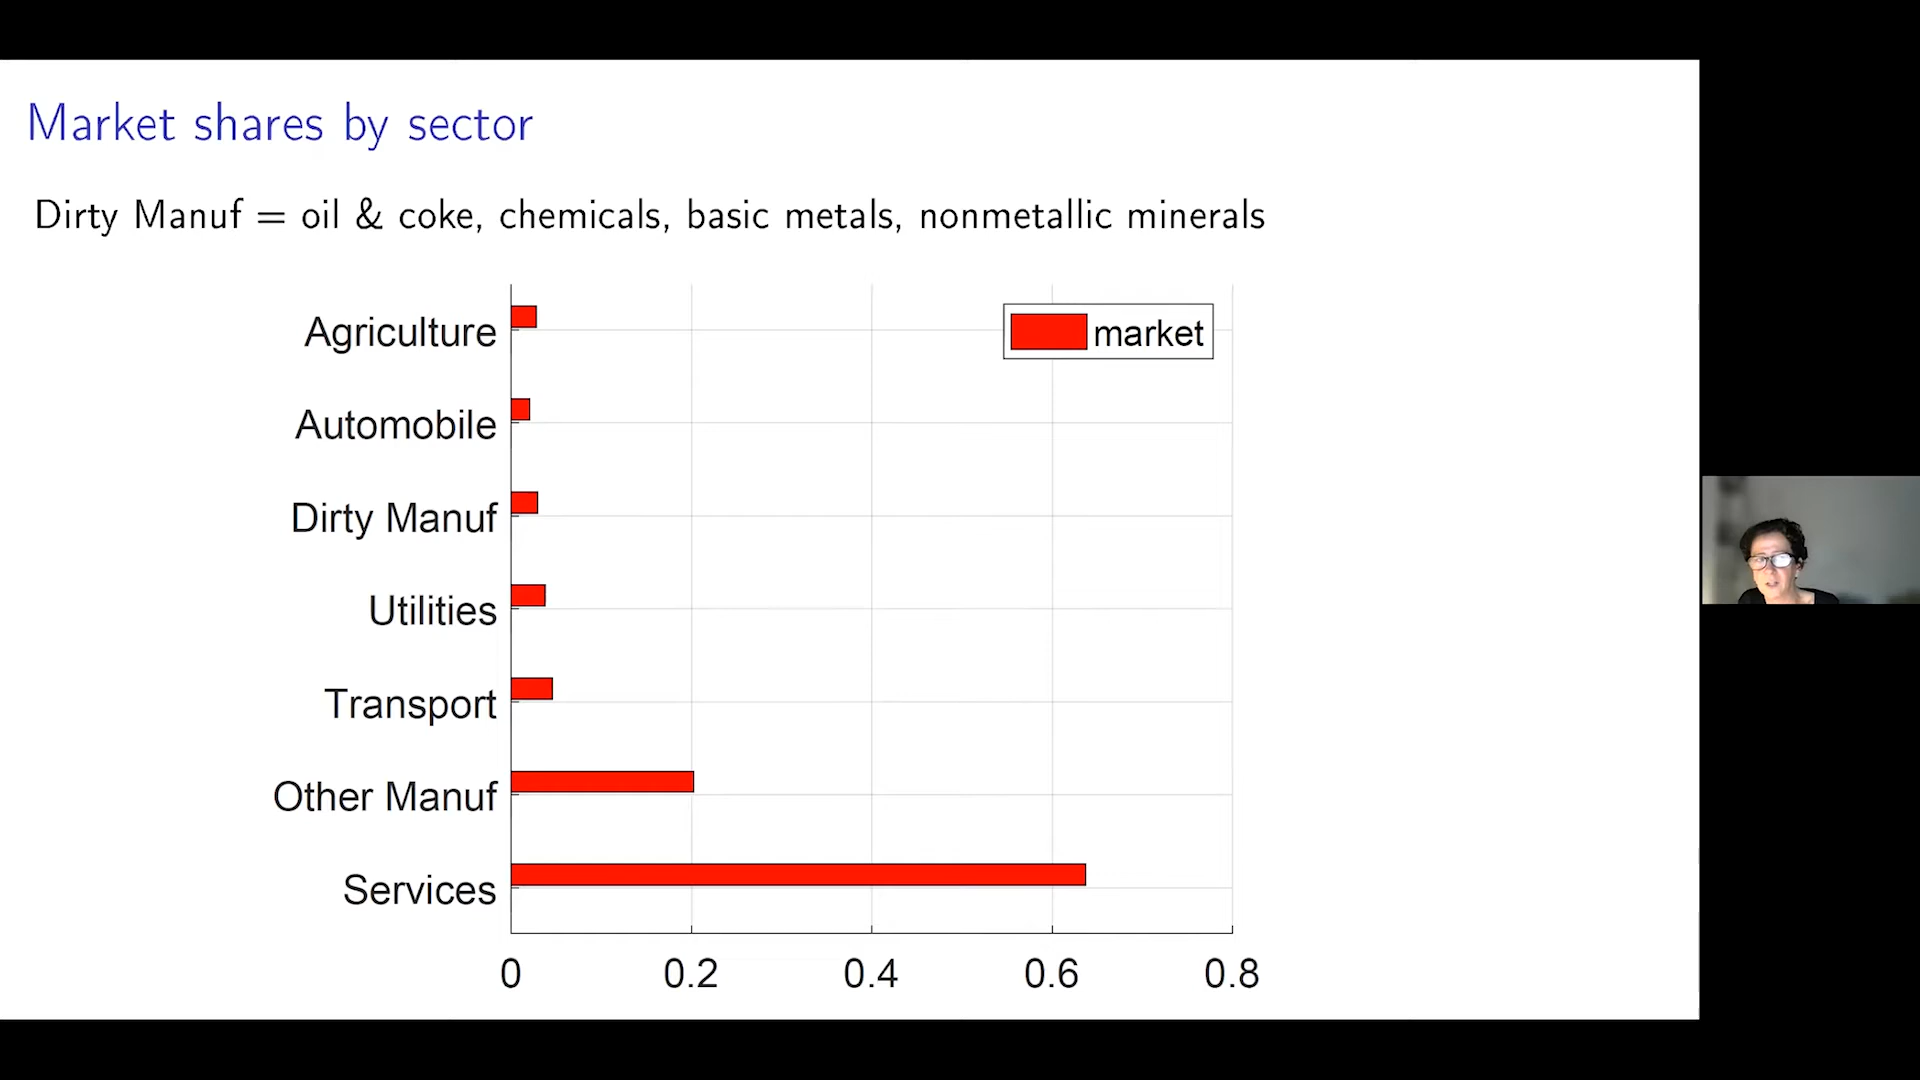 Market shares by sector
Dirty Manuf = oil & coke, chemicals, basic metals, nonmetallic minerals
market
Agriculture
Automobile
Dirty Manuf
Utilities
Transport
Other Manuf
Services
0 0.2 0.4 0.6 0.8